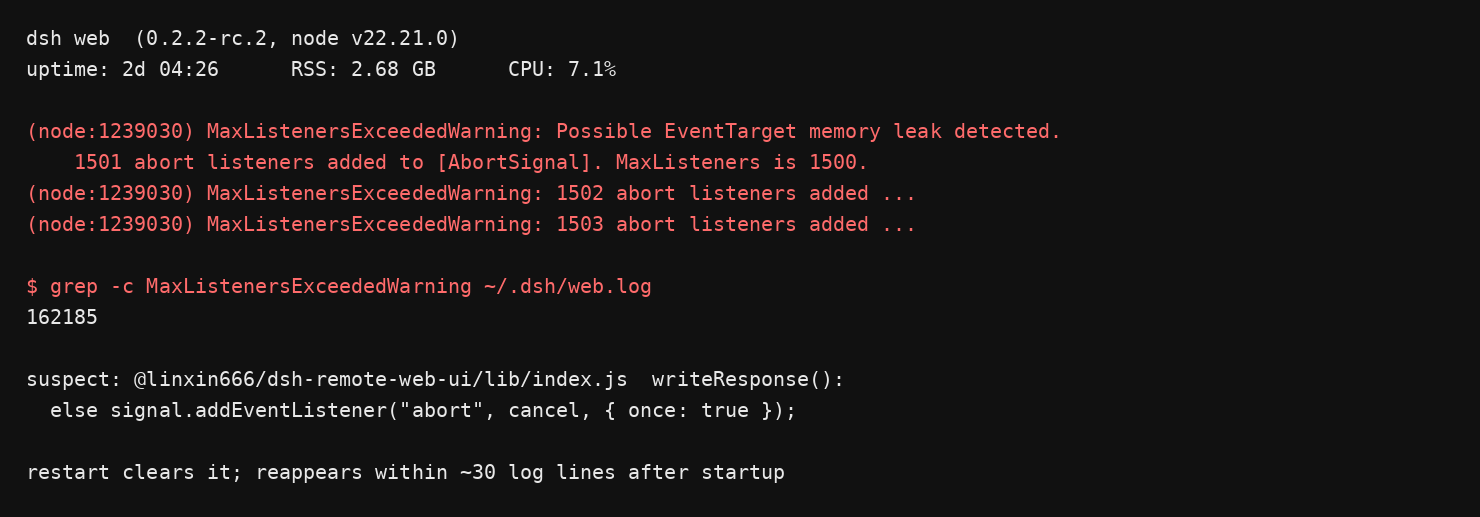 dsh web  (0.2.2-rc.2, node v22.21.0)
uptime: 2d 04:26      RSS: 2.68 GB      CPU: 7.1%
(node:1239030) MaxListenersExceededWarning: Possible EventTarget memory leak detected.
    1501 abort listeners added to [AbortSignal]. MaxListeners is 1500.
(node:1239030) MaxListenersExceededWarning: 1502 abort listeners added ...
(node:1239030) MaxListenersExceededWarning: 1503 abort listeners added ...
$ grep -c MaxListenersExceededWarning ~/.dsh/web.log
162185
suspect: @linxin666/dsh-remote-web-ui/lib/index.js  writeResponse():
  else signal.addEventListener("abort", cancel, { once: true });
restart clears it; reappears within ~30 log lines after startup